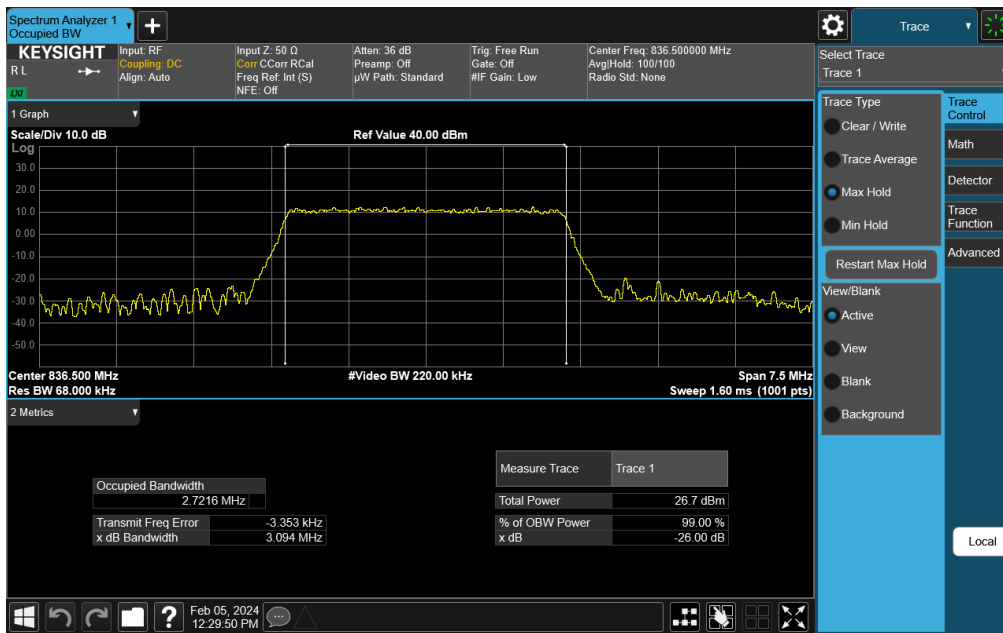 Spectrum Analyzer 1
Occupied BW
Trace
KEYSIGHT
R L
LXI
Input: RF
Coupling: DC
Align: Auto
Input Z: 50 Ω
Corr CCorr RCal
Freq Ref: Int (S)
NFE: Off
Atten: 36 dB
Preamp: Off
µW Path: Standard
Trig: Free Run
Gate: Off
#IF Gain: Low
Center Freq: 836.500000 MHz
Avg|Hold: 100/100
Radio Std: None
Select Trace
Trace 1
1 Graph
Scale/Div 10.0 dB
Ref Value 40.00 dBm
Log
30.0
20.0
10.0
0.00
-10.0
-20.0
-30.0
-40.0
-50.0
Center 836.500 MHz
#Video BW 220.00 kHz
Span 7.5 MHz
Res BW 68.000 kHz
Sweep 1.60 ms (1001 pts)
Trace Type
Clear / Write
Trace Average
Max Hold
Min Hold
Restart Max Hold
View/Blank
Active
View
Blank
Background
Trace
Control
Math
Detector
Trace
Function
Advanced
Local
2 Metrics
Occupied Bandwidth
2.7216 MHz
Transmit Freq Error -3.353 kHz
x dB Bandwidth 3.094 MHz
Measure Trace Trace 1
Total Power 26.7 dBm
% of OBW Power 99.00 %
x dB -26.00 dB
Feb 05, 2024
12:29:50 PM